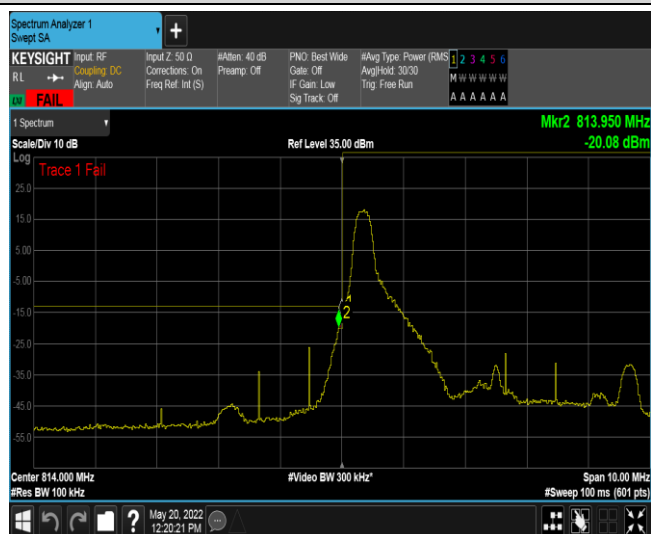 Spectrum Analyzer 1
Swept SA
KEYSIGHT Input: RF Input Z: 50 Ω #Atten: 40 dB PNO: Best Wide #Avg Type: Power (RMS 1 2 3 4 5 6
RL Coupling: DC Corrections: On Preamp: Off Gate: Off Avg|Hold: 30/30 M W W W W W
Align: Auto Freq Ref: Int (S) IF Gain: Low Trig: Free Run
LXI FAIL Sig Track: Off A A A A A A
1 Spectrum Mkr2 813.950 MHz
Scale/Div 10 dB Ref Level 35.00 dBm -20.08 dBm
Log
Trace 1 Fail
25.0
15.0
5.00
-5.00
1
2
-15.0
-25.0
-35.0
-45.0
-55.0
Center 814.000 MHz #Video BW 300 kHz* Span 10.00 MHz
#Res BW 100 kHz #Sweep 100 ms (601 pts)
? May 20, 2022
12:20:21 PM